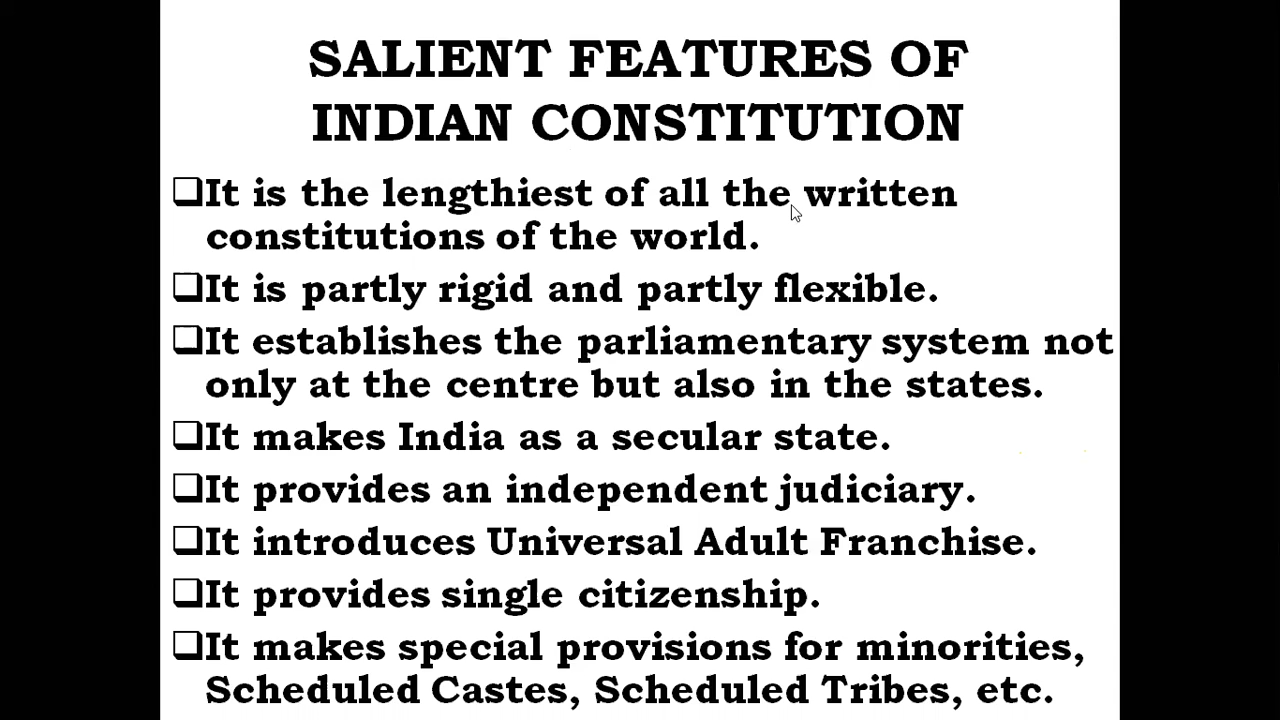 SALIENT FEATURES OF
INDIAN CONSTITUTION
❑It is the lengthiest of all the written
constitutions of the world.
❑It is partly rigid and partly flexible.
❑It establishes the parliamentary system not
only at the centre but also in the states.
❑It makes India as a secular state.
❑It provides an independent judiciary.
❑It introduces Universal Adult Franchise.
❑It provides single citizenship.
❑It makes special provisions for minorities,
Scheduled Castes, Scheduled Tribes, etc.